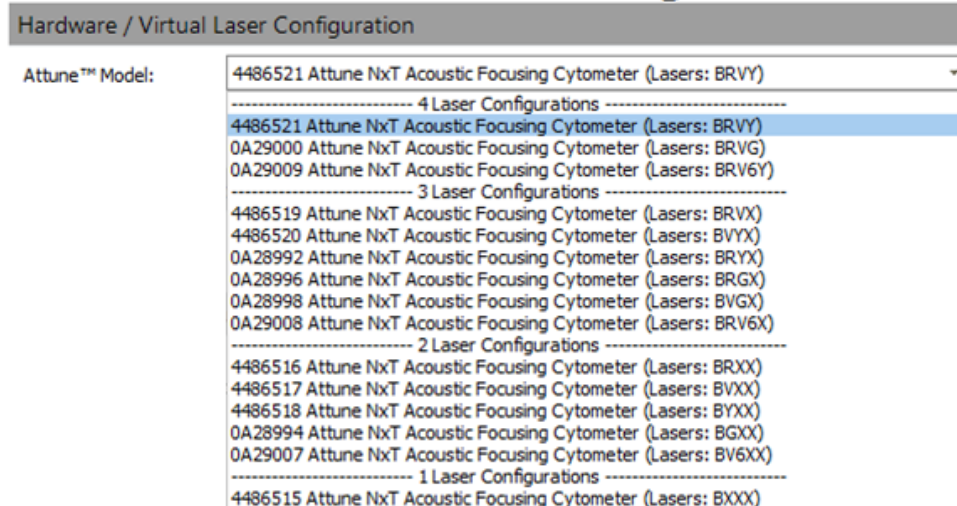 Hardware / Virtual Laser Configuration
Attune™ Model: 4486521 Attune NxT Acoustic Focusing Cytometer (Lasers: BRVY)
--------------------------- 4 Laser Configurations ---------------------------
4486521 Attune NxT Acoustic Focusing Cytometer (Lasers: BRVY)
0A29000 Attune NxT Acoustic Focusing Cytometer (Lasers: BRVG)
0A29009 Attune NxT Acoustic Focusing Cytometer (Lasers: BRV6Y)
--------------------------- 3 Laser Configurations ---------------------------
4486519 Attune NxT Acoustic Focusing Cytometer (Lasers: BRVX)
4486520 Attune NxT Acoustic Focusing Cytometer (Lasers: BVYX)
0A28992 Attune NxT Acoustic Focusing Cytometer (Lasers: BRYX)
0A28996 Attune NxT Acoustic Focusing Cytometer (Lasers: BRGX)
0A28998 Attune NxT Acoustic Focusing Cytometer (Lasers: BVGX)
0A29008 Attune NxT Acoustic Focusing Cytometer (Lasers: BRV6X)
--------------------------- 2 Laser Configurations ---------------------------
4486516 Attune NxT Acoustic Focusing Cytometer (Lasers: BRXX)
4486517 Attune NxT Acoustic Focusing Cytometer (Lasers: BVXX)
4486518 Attune NxT Acoustic Focusing Cytometer (Lasers: BYXX)
0A28994 Attune NxT Acoustic Focusing Cytometer (Lasers: BGXX)
0A29007 Attune NxT Acoustic Focusing Cytometer (Lasers: BV6XX)
--------------------------- 1 Laser Configurations ---------------------------
4486515 Attune NxT Acoustic Focusing Cytometer (Lasers: BXXX)